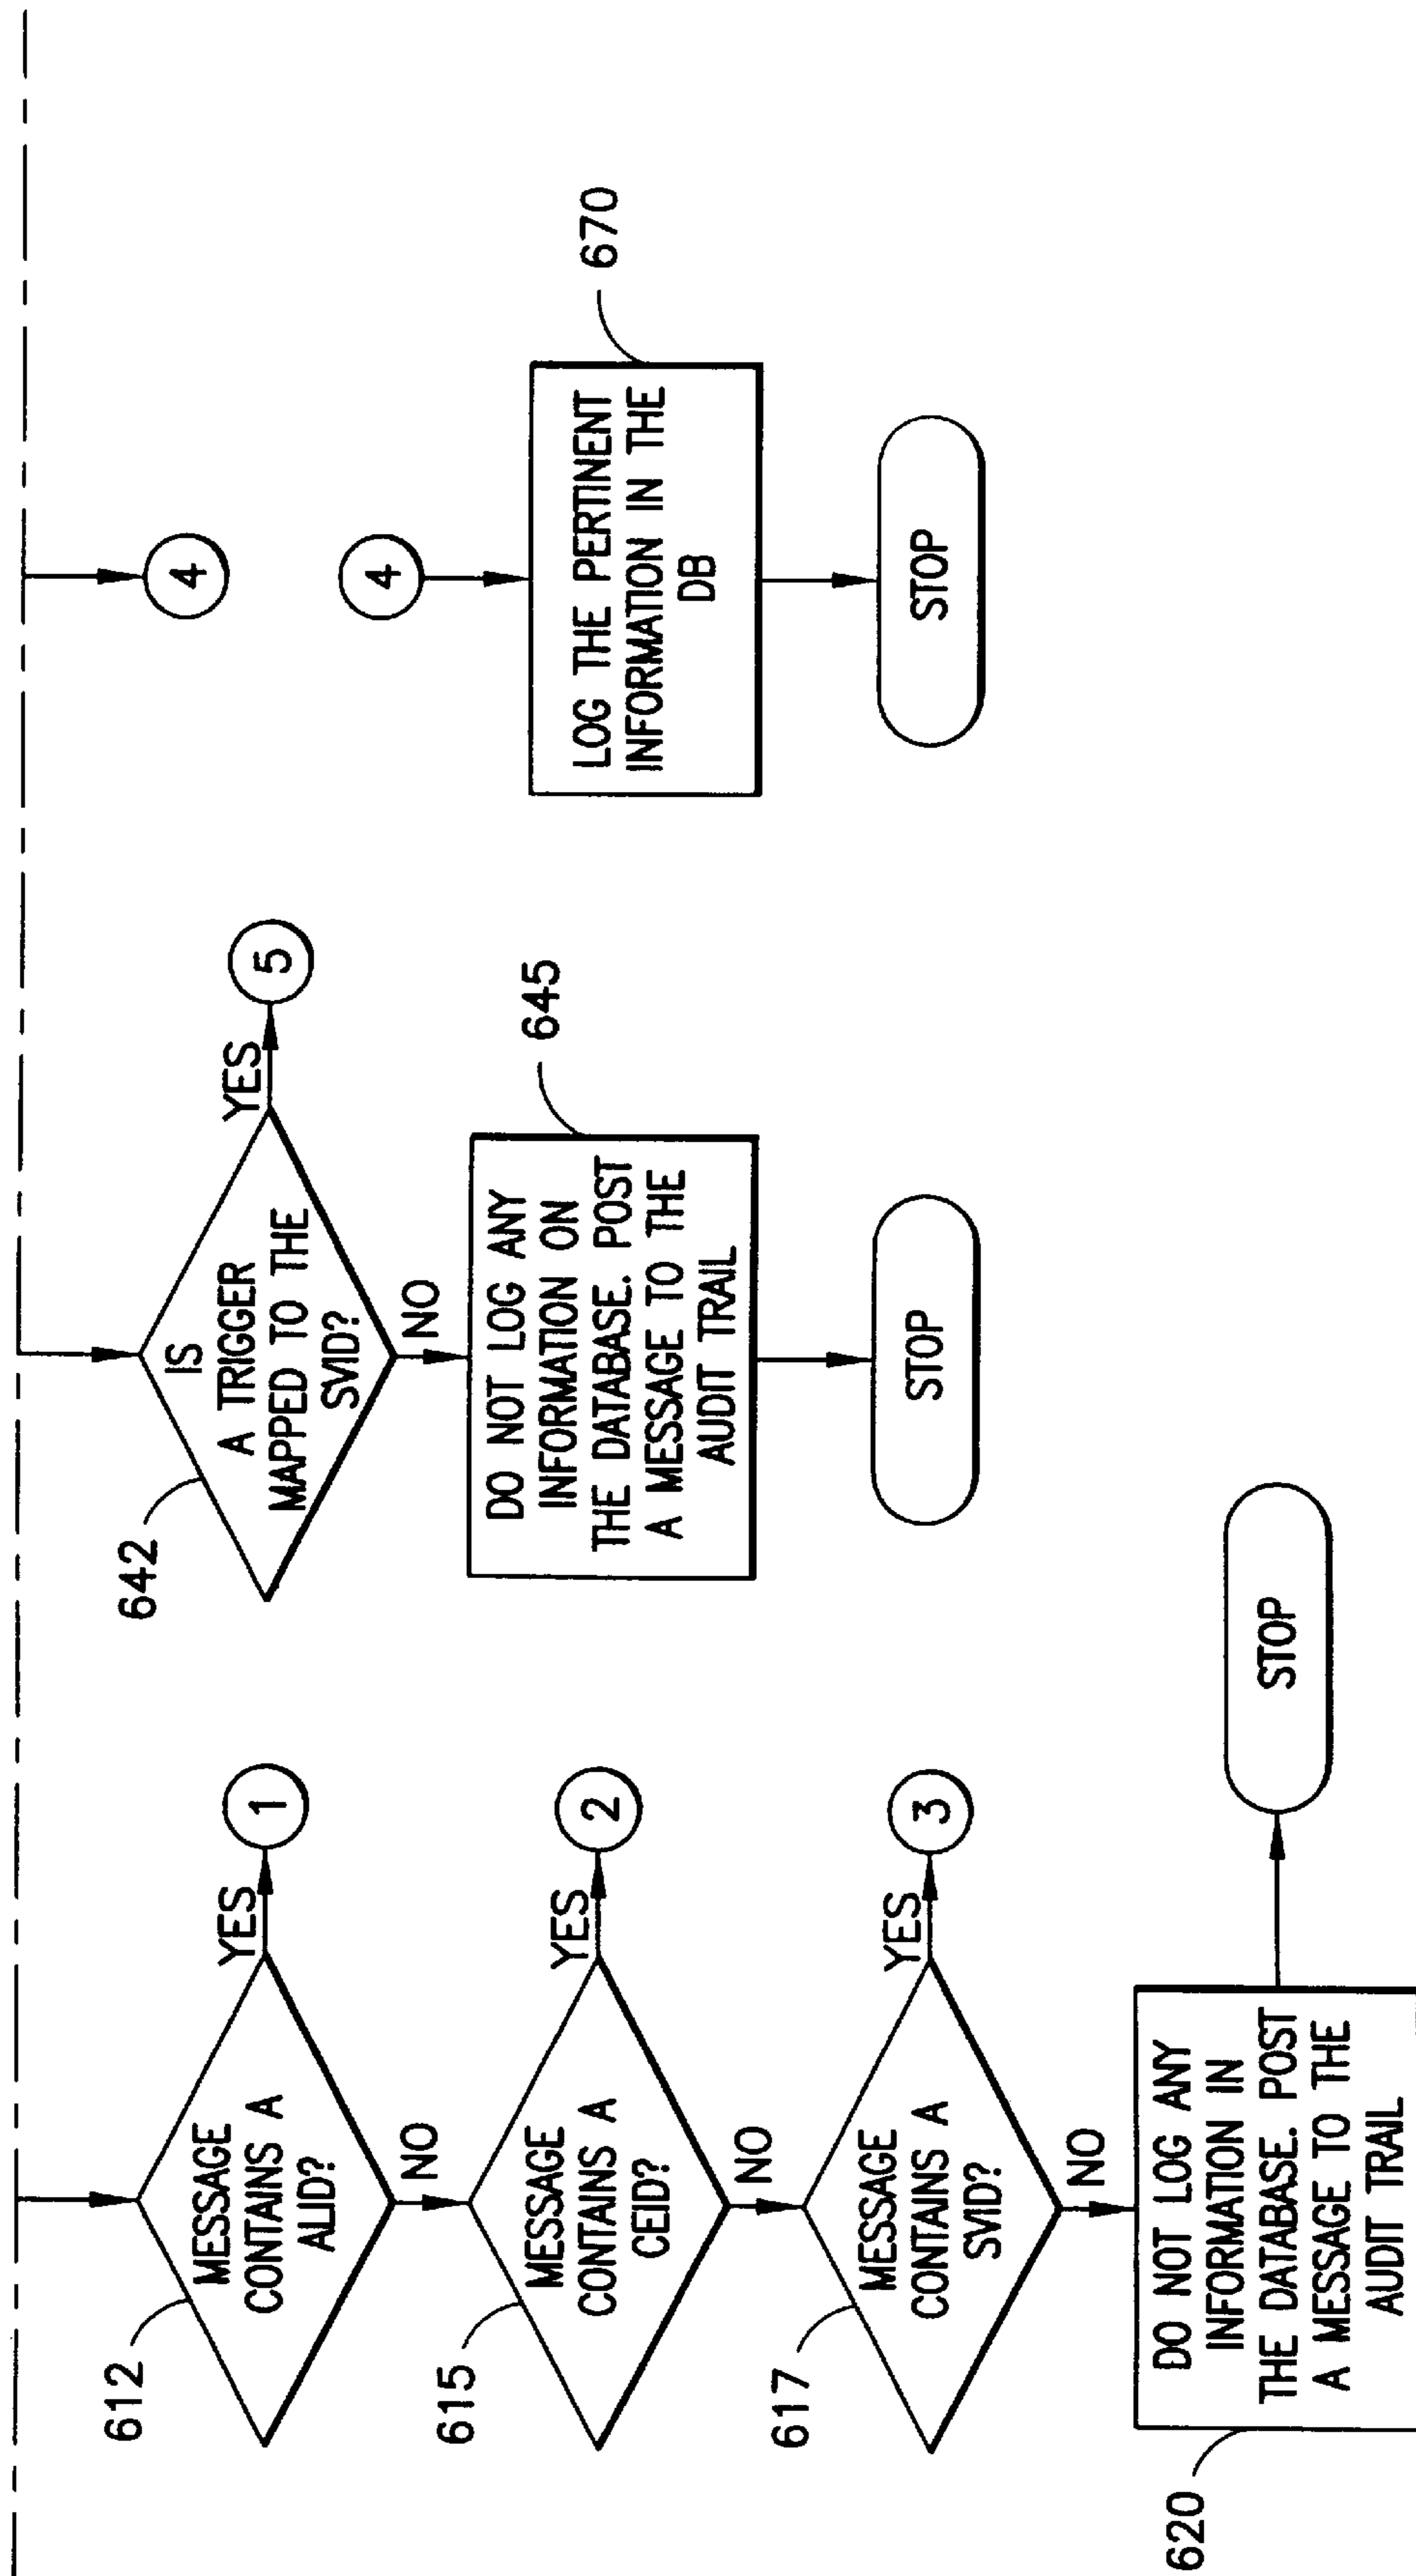 612
MESSAGE
CONTAINS A
ALID?
YES
1
NO
615
MESSAGE
CONTAINS A
CEID?
YES
2
NO
617
MESSAGE
CONTAINS A
SVID?
YES
3
NO
620
DO NOT LOG ANY
INFORMATION IN
THE DATABASE. POST
A MESSAGE TO THE
AUDIT TRAIL
STOP
642
IS
A TRIGGER
MAPPED TO THE
SVID?
YES
5
NO
645
DO NOT LOG ANY
INFORMATION ON
THE DATABASE. POST
A MESSAGE TO THE
AUDIT TRAIL
STOP
4
4
670
LOG THE PERTINENT
INFORMATION IN THE
DB
STOP